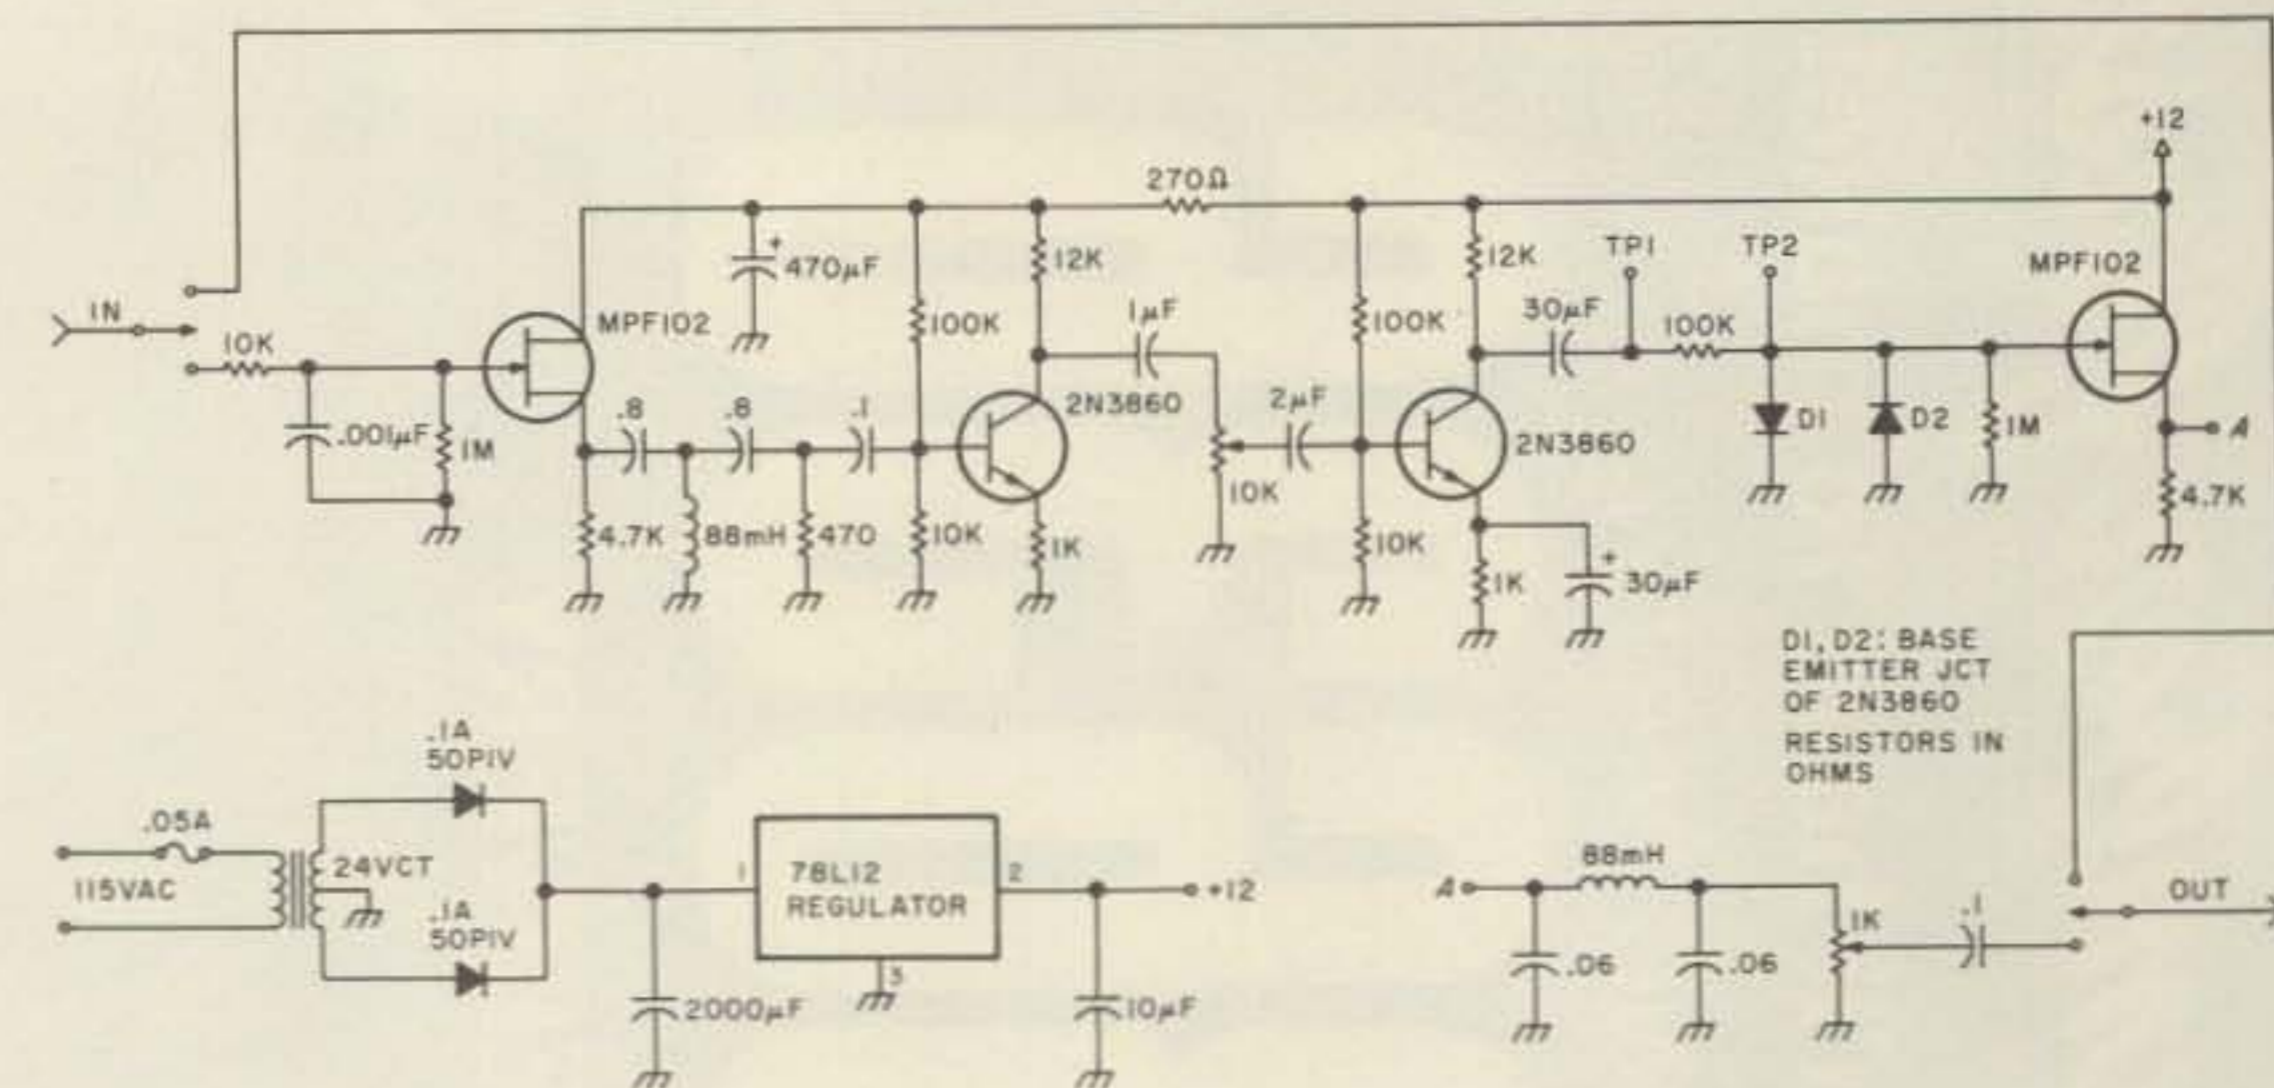 +12
270Ω
IN
10K
.001µF
1M
MPF102
470µF
.8
.8
.1
4.7K
88mH
470
100K
10K
12K
2N3860
1K
1µF
10K
2µF
100K
10K
12K
2N3860
1K
30µF
30µF
TP1
100K
TP2
D1
D2
1M
MPF102
A
4.7K
D1, D2: BASE
EMITTER JCT
OF 2N3860
RESISTORS IN
OHMS
.05A
115VAC
24VCT
.1A
50PIV
.1A
50PIV
2000µF
1
78L12
REGULATOR
2
3
10µF
+12
A
88mH
.06
.06
1K
.1
OUT